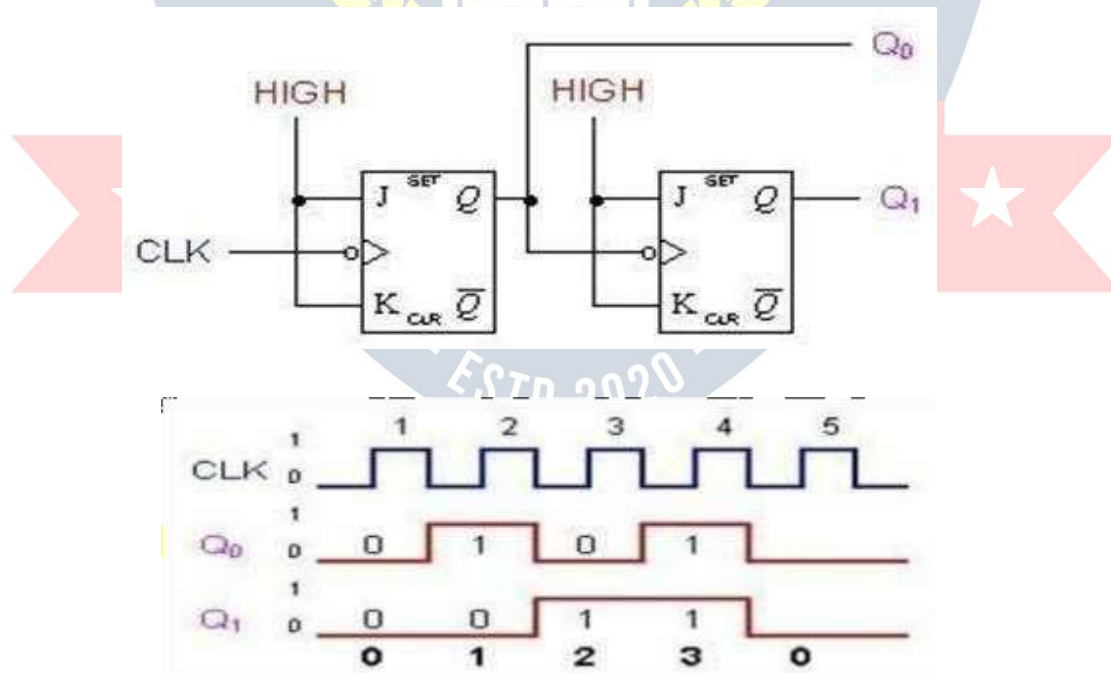 Q0
HIGH HIGH
J SET Q J SET Q Q1
CLK
K CLR Q K CLR Q
ESTD 2020
1 2 3 4 5
1
CLK 0
1
Q0 0 0 1 0 1
1
Q1 0 0 0 1 1
0 1 2 3 0